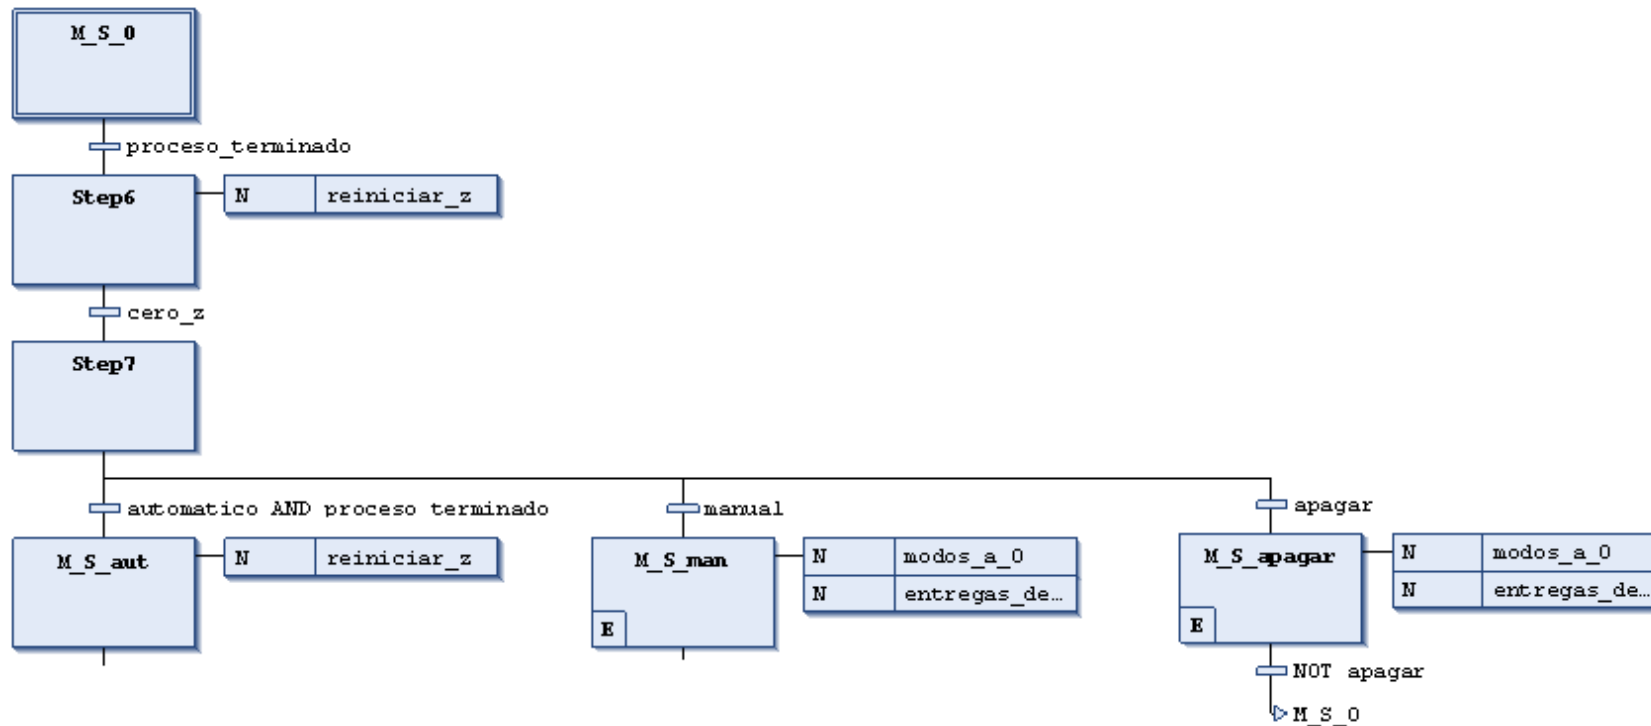 M_S_0
proceso_terminado
Step6
N reiniciar_z
cero_z
Step7
automatico AND proceso terminado
manual
apagar
M_S_aut
N reiniciar_z
M_S_man
N modos_a_0
N entregas_de…
E
M_S_apagar
N modos_a_0
N entregas_de…
E
NOT apagar
M_S_0